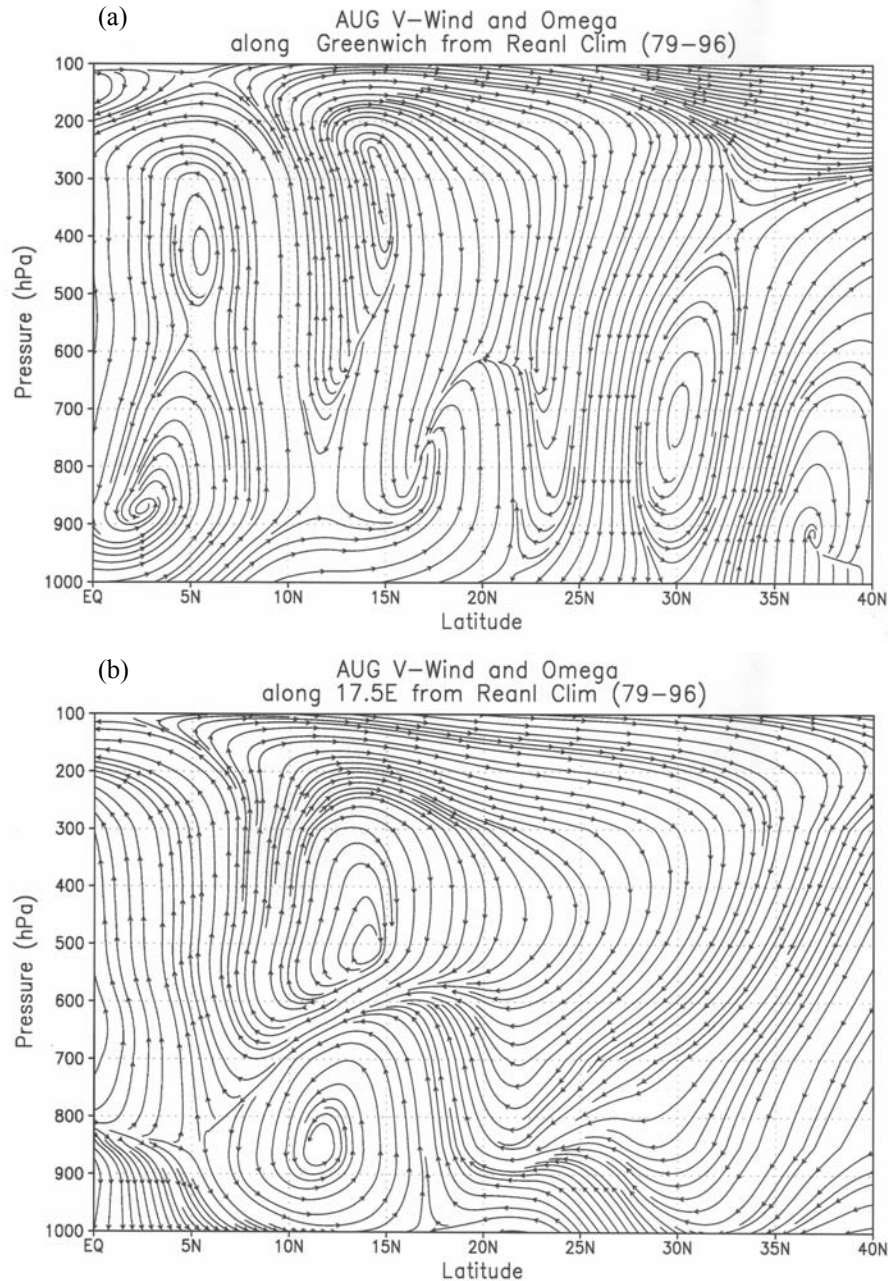 (a)
AUG V-Wind and Omega
along Greenwich from Reanl Clim (79-96)
100
200
300
400
500
600
700
800
900
1000
Pressure (hPa)
EQ 5N 10N 15N 20N 25N 30N 35N 40N
Latitude
(b)
AUG V-Wind and Omega
along 17.5E from Reanl Clim (79-96)
100
200
300
400
500
600
700
800
900
1000
Pressure (hPa)
EQ 5N 10N 15N 20N 25N 30N 35N 40N
Latitude